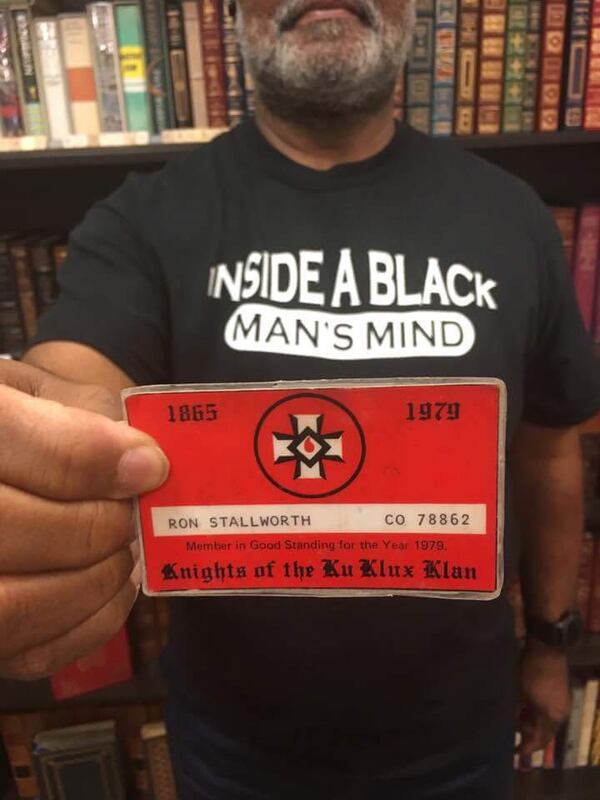 INSIDE A BLACK
MAN'S MIND
1865 1979
RON STALLWORTH CO 78862
Member in Good Standing for the Year 1979.
Knights of the Ku Klux Klan